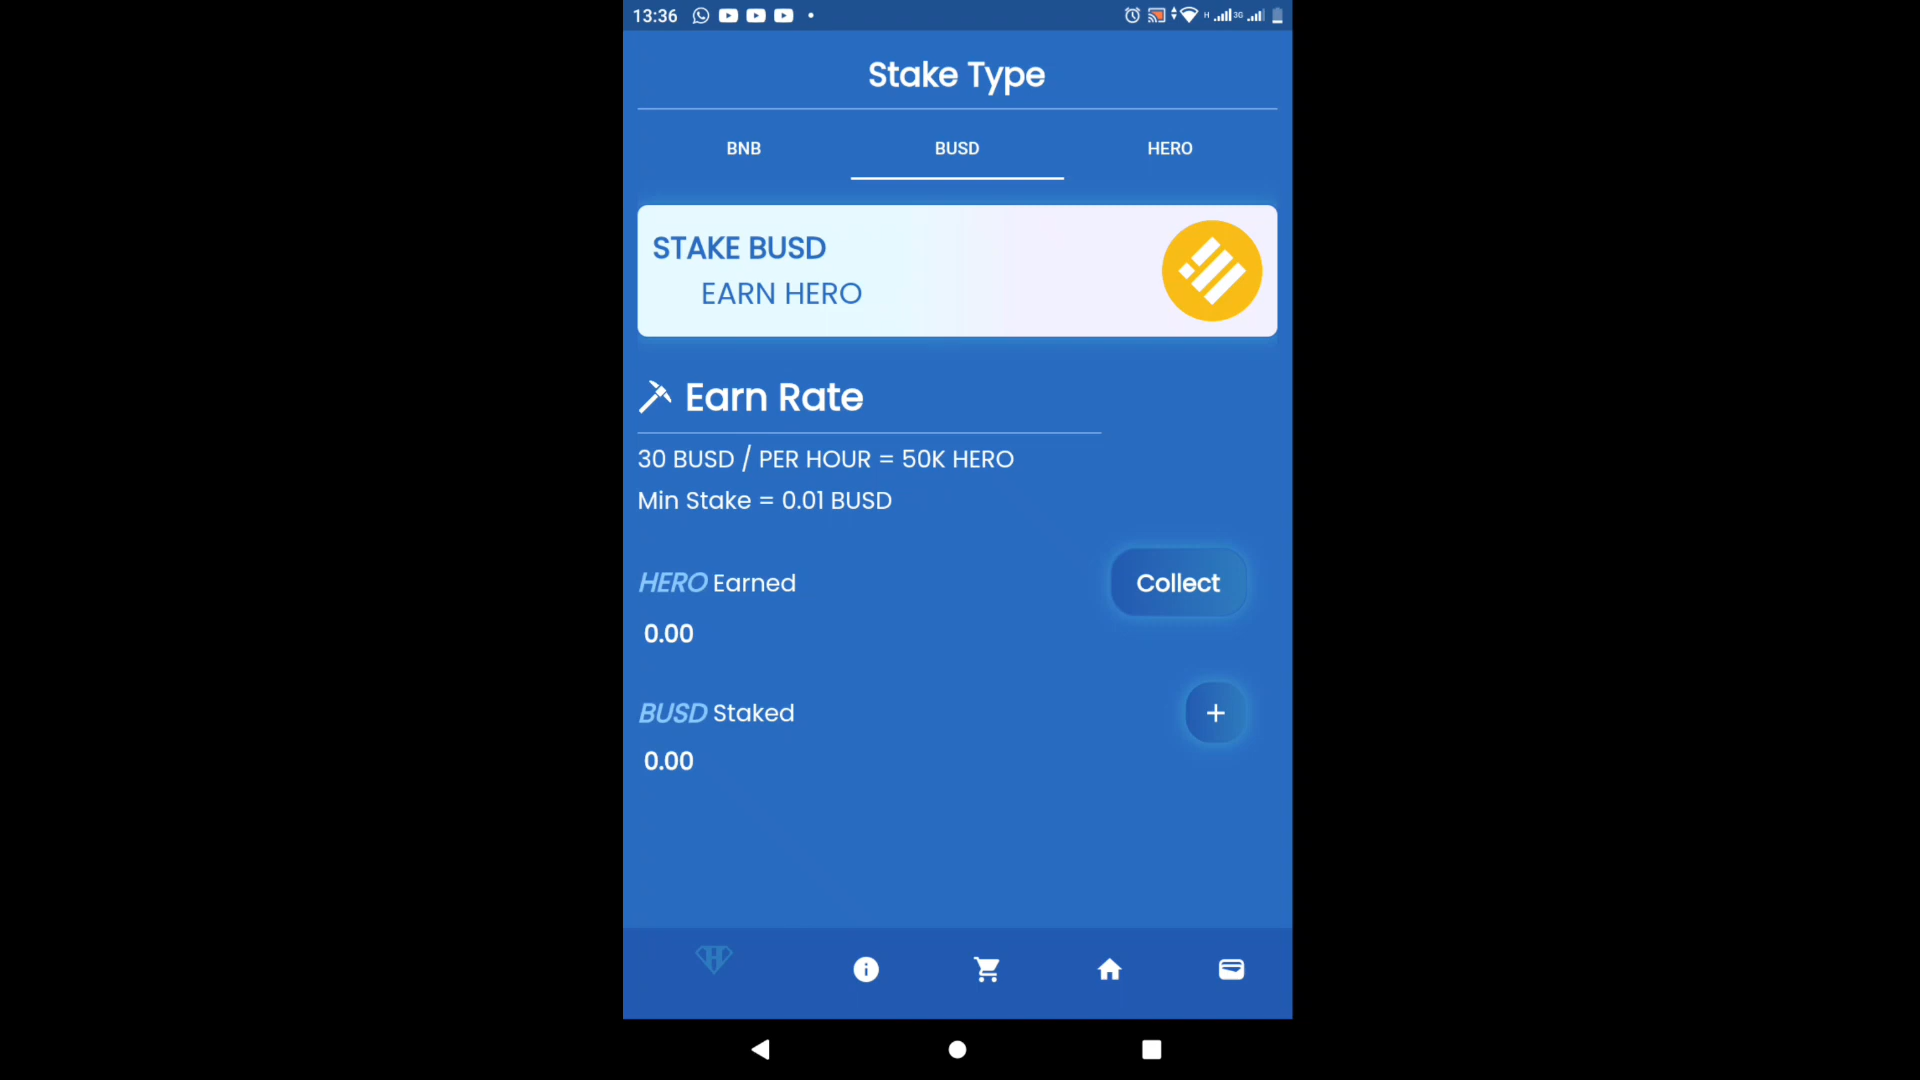 13:36
H
3G
Stake Type
BNB
BUSD
HERO
STAKE BUSD
EARN HERO
Earn Rate
30 BUSD / PER HOUR = 50K HERO
Min Stake = 0.01 BUSD
HERO Earned
Collect
0.00
BUSD Staked
+
0.00